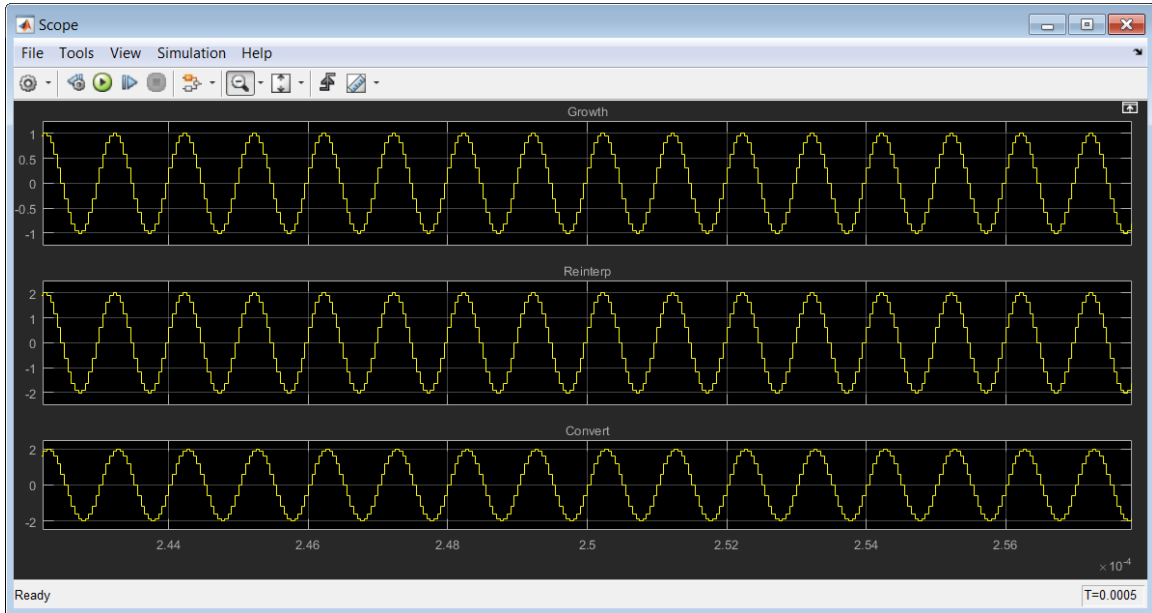 Scope
File Tools View Simulation Help
Growth
1
0.5
0
-0.5
-1
Reinterp
2
1
0
-1
-2
Convert
2
0
-2
2.44 2.46 2.48 2.5 2.52 2.54 2.56
×10⁻⁴
Ready T=0.0005